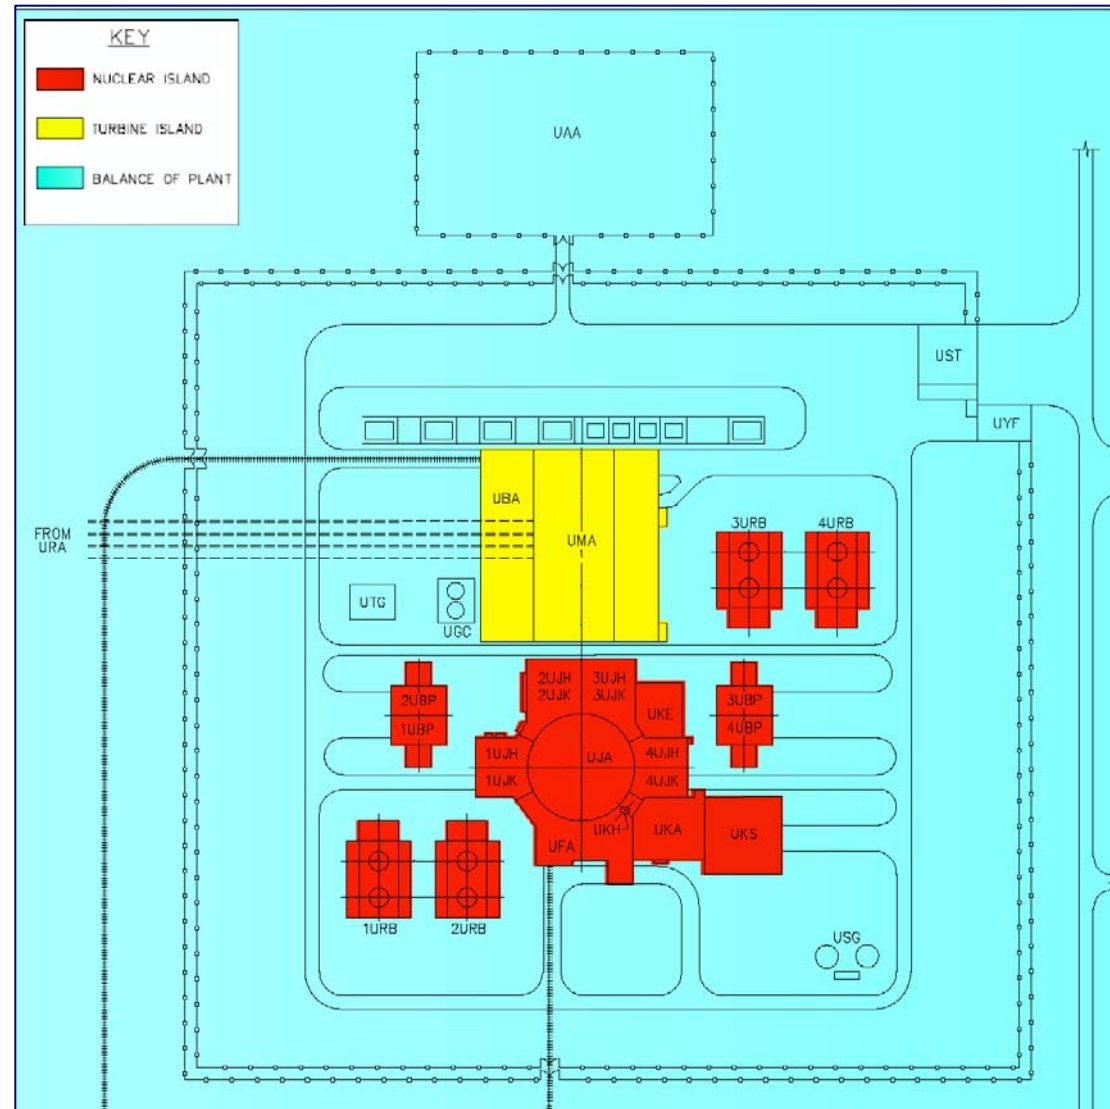 KEY
NUCLEAR ISLAND
TURBINE ISLAND
BALANCE OF PLANT
UAA
UST
UYF
UBA
UMA
3URB
4URB
FROM
URA
UTG
UGC
2UJH
3UJH
2UJK
3UJK
UKE
2UBP
1UBP
3UBP
4UBP
1UJH
UJA
4UJH
1UJK
4UJK
UKH
UKA
UKS
UFA
1URB
2URB
USG